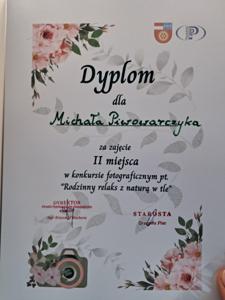 Dyplom
dla
Michała Piwowarczyka
za zajęcie
II miejsca
w konkursie fotograficznym pt.
"Rodzinny relaks z naturą w tle"
DYREKTOR
STAROSTA